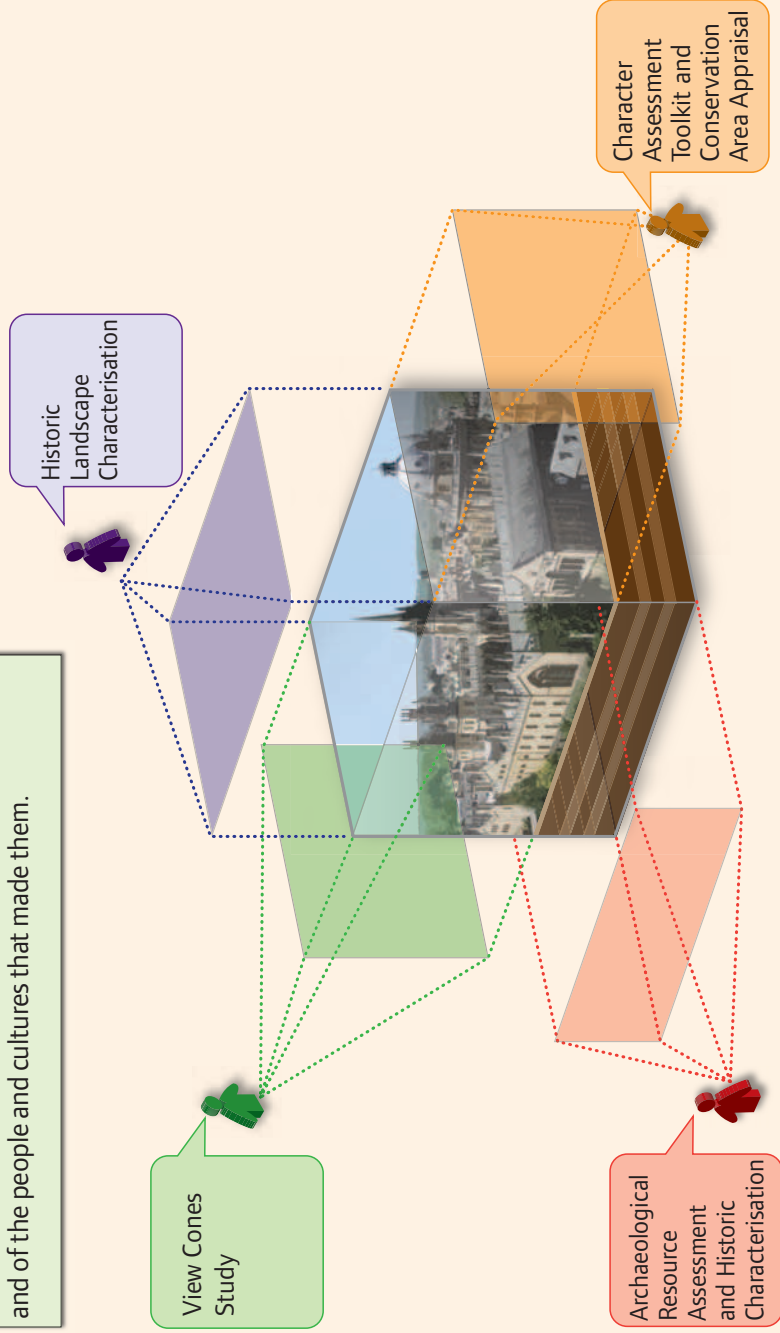 and of the people and cultures that made them.
View Cones
Study
Historic
Landscape
Characterisation
Archaeological
Resource
Assessment
and Historic
Characterisation
Character
Assessment
Toolkit and
Conservation
Area Appraisal